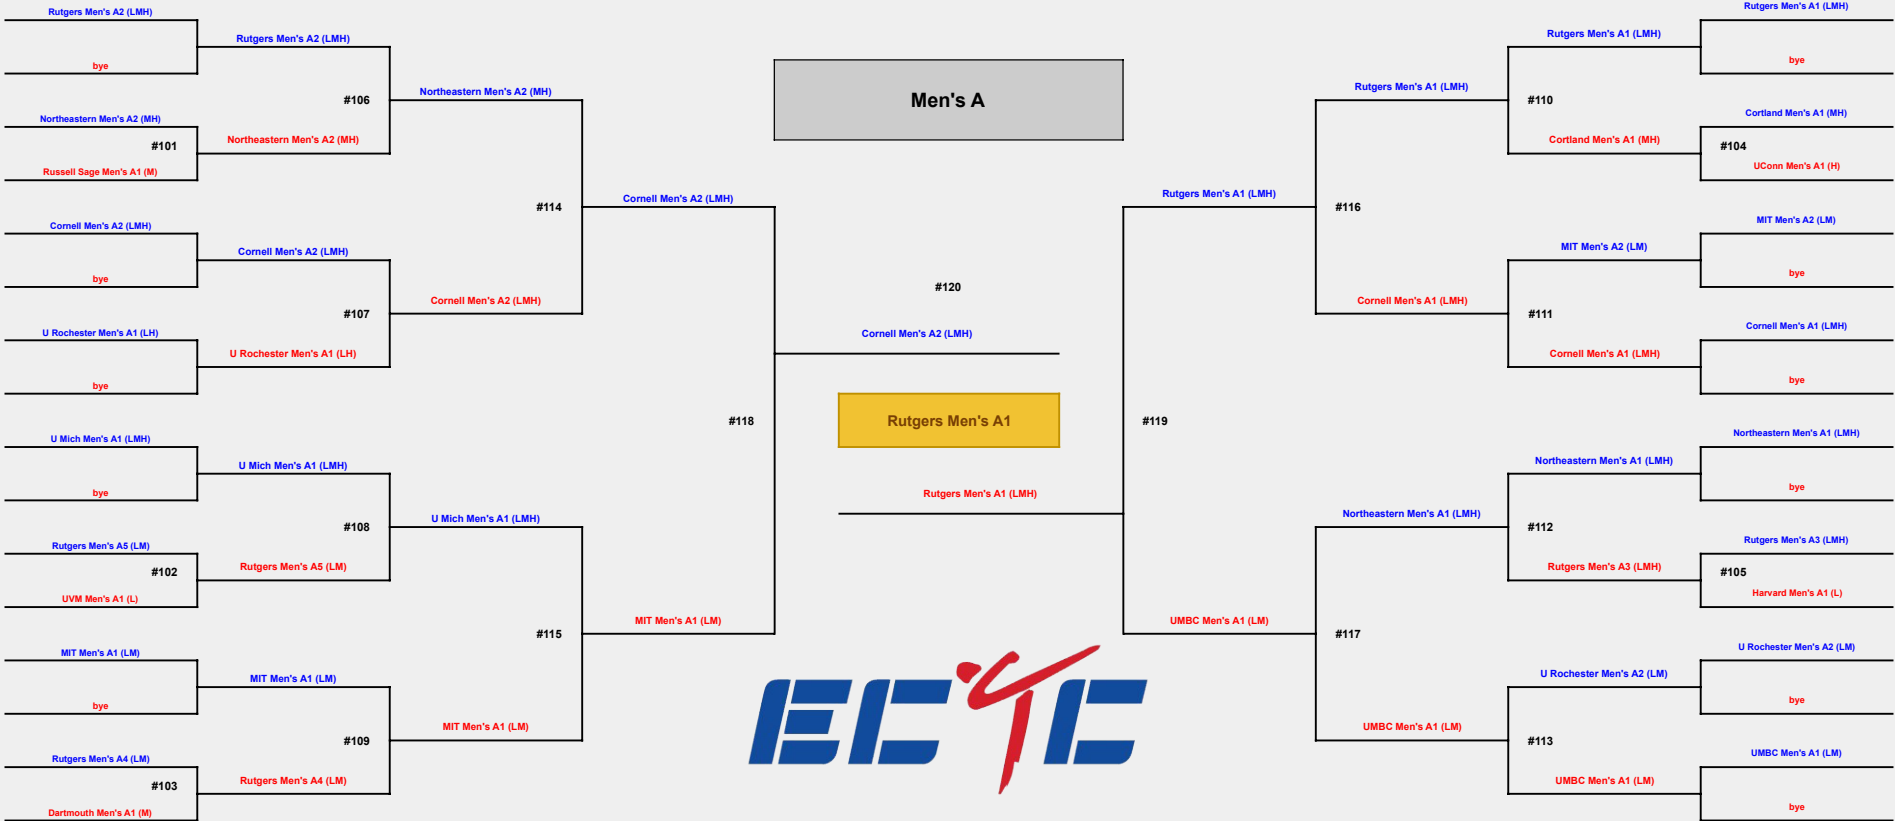 Rutgers Men's A2 (LMH)
bye
Northeastern Men's A2 (MH)
#101
Russell Sage Men's A1 (M)
Cornell Men's A2 (LMH)
bye
U Rochester Men's A1 (LH)
bye
U Mich Men's A1 (LMH)
bye
Rutgers Men's A5 (LM)
#102
UVM Men's A1 (L)
MIT Men's A1 (LM)
bye
Rutgers Men's A4 (LM)
#103
Dartmouth Men's A1 (M)
Rutgers Men's A2 (LMH)
#106
Northeastern Men's A2 (MH)
Cornell Men's A2 (LMH)
#107
U Rochester Men's A1 (LH)
U Mich Men's A1 (LMH)
#108
Rutgers Men's A5 (LM)
MIT Men's A1 (LM)
#109
Rutgers Men's A4 (LM)
Northeastern Men's A2 (MH)
#114
Cornell Men's A2 (LMH)
U Mich Men's A1 (LMH)
#115
MIT Men's A1 (LM)
Cornell Men's A2 (LMH)
#118
MIT Men's A1 (LM)
Men's A
#120
Cornell Men's A2 (LMH)
Rutgers Men's A1
Rutgers Men's A1 (LMH)
ECTC
Rutgers Men's A1 (LMH)
#119
UMBC Men's A1 (LM)
Rutgers Men's A1 (LMH)
#116
Cornell Men's A1 (LMH)
Northeastern Men's A1 (LMH)
#117
UMBC Men's A1 (LM)
Rutgers Men's A1 (LMH)
#110
Cortland Men's A1 (MH)
MIT Men's A2 (LM)
#111
Cornell Men's A1 (LMH)
Northeastern Men's A1 (LMH)
#112
Rutgers Men's A3 (LMH)
U Rochester Men's A2 (LM)
#113
UMBC Men's A1 (LM)
Rutgers Men's A1 (LMH)
bye
Cortland Men's A1 (MH)
#104
UConn Men's A1 (H)
MIT Men's A2 (LM)
bye
Cornell Men's A1 (LMH)
bye
Northeastern Men's A1 (LMH)
bye
Rutgers Men's A3 (LMH)
#105
Harvard Men's A1 (L)
U Rochester Men's A2 (LM)
bye
UMBC Men's A1 (LM)
bye